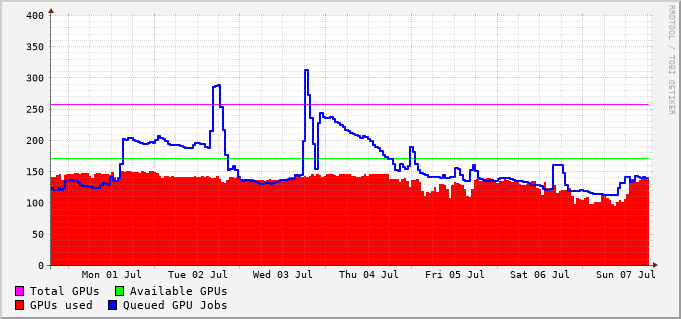 RRDTOOL / TOBI OETIKER
400
350
300
250
200
150
100
50
0
Mon 01 Jul Tue 02 Jul Wed 03 Jul Thu 04 Jul Fri 05 Jul Sat 06 Jul Sun 07 Jul
Total GPUs Available GPUs
GPUs used Queued GPU Jobs